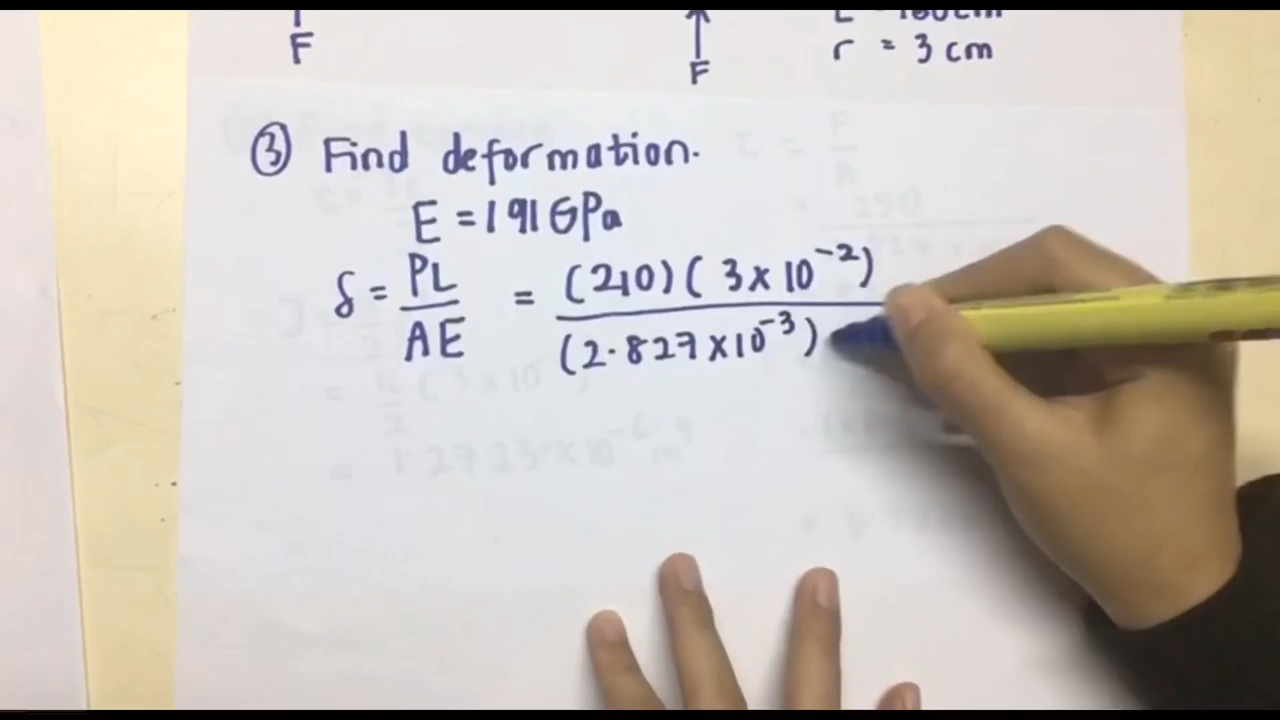 F
F
r = 3 cm
③ Find deformation.
E = 191 GPa
δ = PL / AE = (210)(3 × 10⁻²) / (2.827 × 10⁻³)